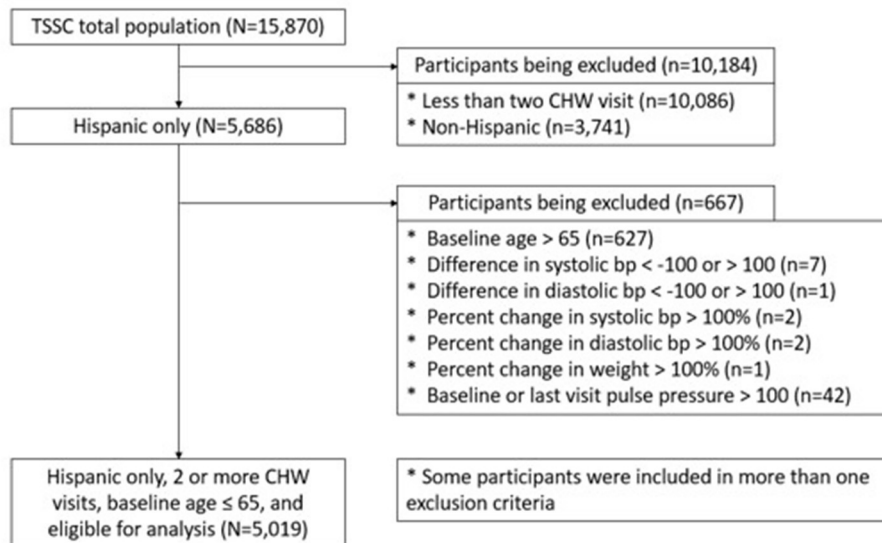 TSSC total population (N=15,870)
Participants being excluded (n=10,184)
* Less than two CHW visit (n=10,086)
* Non-Hispanic (n=3,741)
Hispanic only (N=5,686)
Participants being excluded (n=667)
* Baseline age > 65 (n=627)
* Difference in systolic bp < -100 or > 100 (n=7)
* Difference in diastolic bp < -100 or > 100 (n=1)
* Percent change in systolic bp > 100% (n=2)
* Percent change in diastolic bp > 100% (n=2)
* Percent change in weight > 100% (n=1)
* Baseline or last visit pulse pressure > 100 (n=42)
Hispanic only, 2 or more CHW
visits, baseline age ≤ 65, and
eligible for analysis (N=5,019)
* Some participants were included in more than one
exclusion criteria